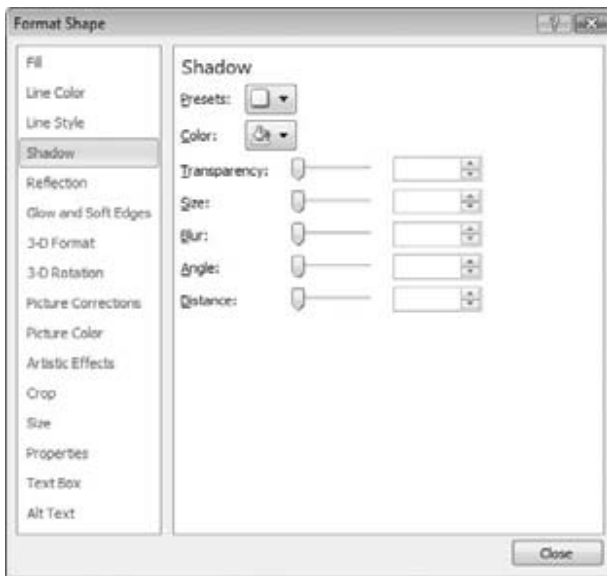 Format Shape
Fill
Line Color
Line Style
Shadow
Reflection
Glow and Soft Edges
3-D Format
3-D Rotation
Picture Corrections
Picture Color
Artistic Effects
Crop
Size
Properties
Text Box
Alt Text
Shadow
Presets:
Color:
Transparency:
Size:
Blur:
Angle:
Distance:
Close